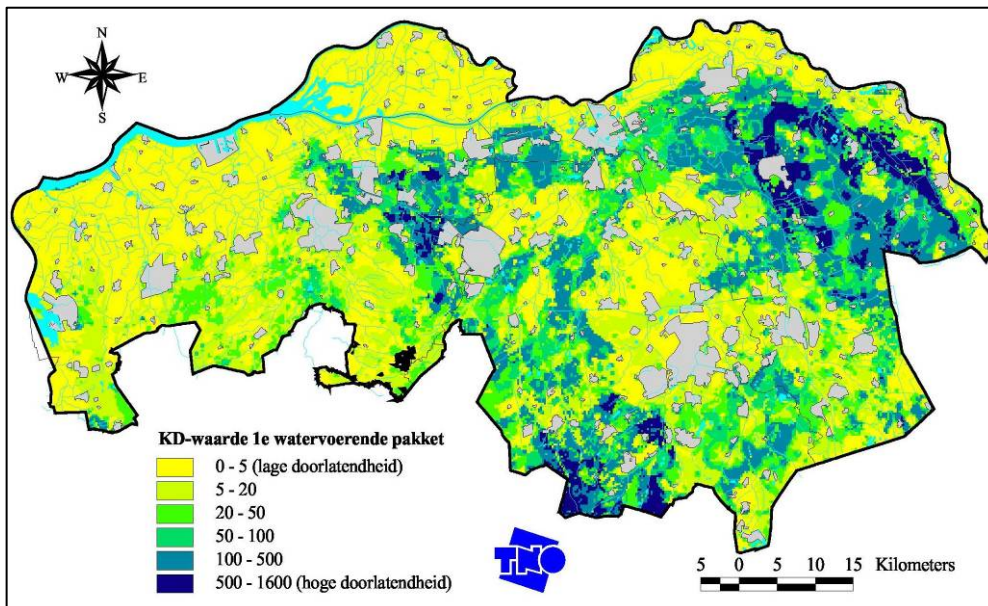 N
W E
S
KD-waarde 1e watervoerende pakket
0 - 5 (lage doorlatendheid)
5 - 20
20 - 50
50 - 100
100 - 500
500 - 1600 (hoge doorlatendheid)
TNO
5 0 5 10 15 Kilometers